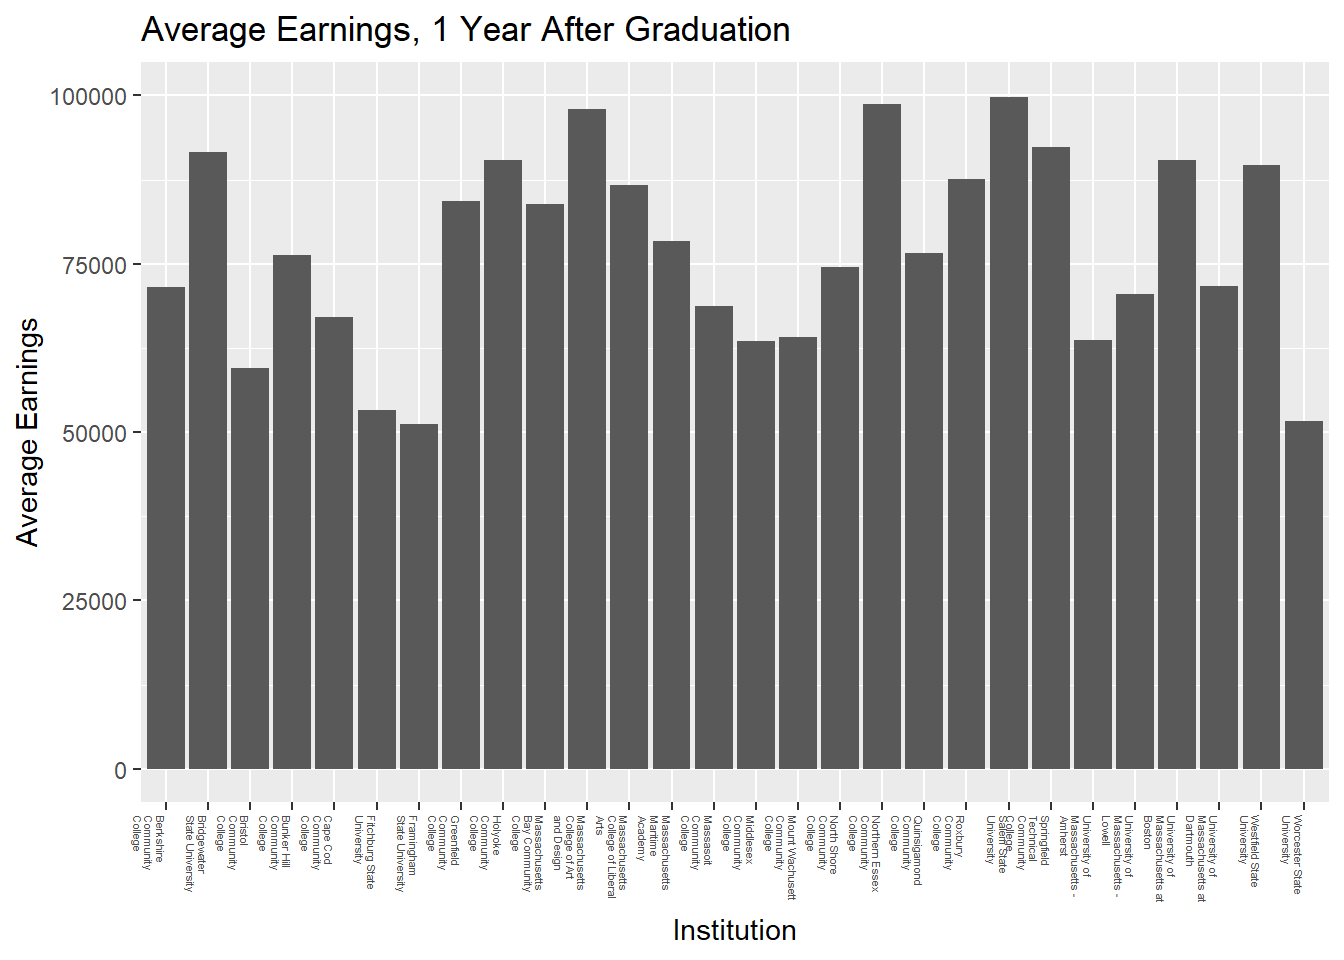 Average Earnings, 1 Year After Graduation
Average Earnings
100000
75000
50000
25000
0
Berkshire
Community
College
Bridgewater
State University
Bristol
Community
College
Bunker Hill
Community
College
Cape Cod
Community
College
Fitchburg State
University
Framingham
State University
Greenfield
Community
College
Holyoke
Community
College
Massachusetts
Bay Community
College
Massachusetts
College of Art
and Design
Massachusetts
College of Liberal
Arts
Massachusetts
Maritime
Academy
Massasoit
Community
College
Middlesex
Community
College
Mount Wachusett
Community
College
North Shore
Community
College
Northern Essex
Community
College
Quinsigamond
Community
College
Roxbury
Community
College
Salem State
University
Springfield
Technical
Community
College
University of
Massachusetts -
Amherst
University of
Massachusetts -
Lowell
University of
Massachusetts at
Boston
University of
Massachusetts at
Dartmouth
Westfield State
University
Worcester State
University
Institution